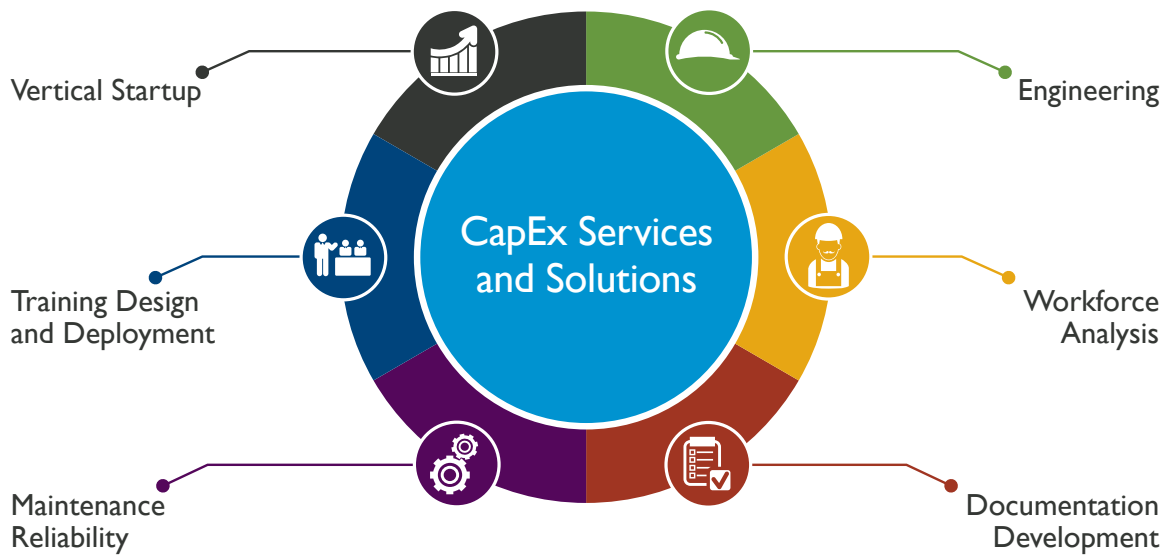 Vertical Startup
Engineering
CapEx Services
and Solutions
Training Design
and Deployment
Workforce
Analysis
Maintenance
Reliability
Documentation
Development